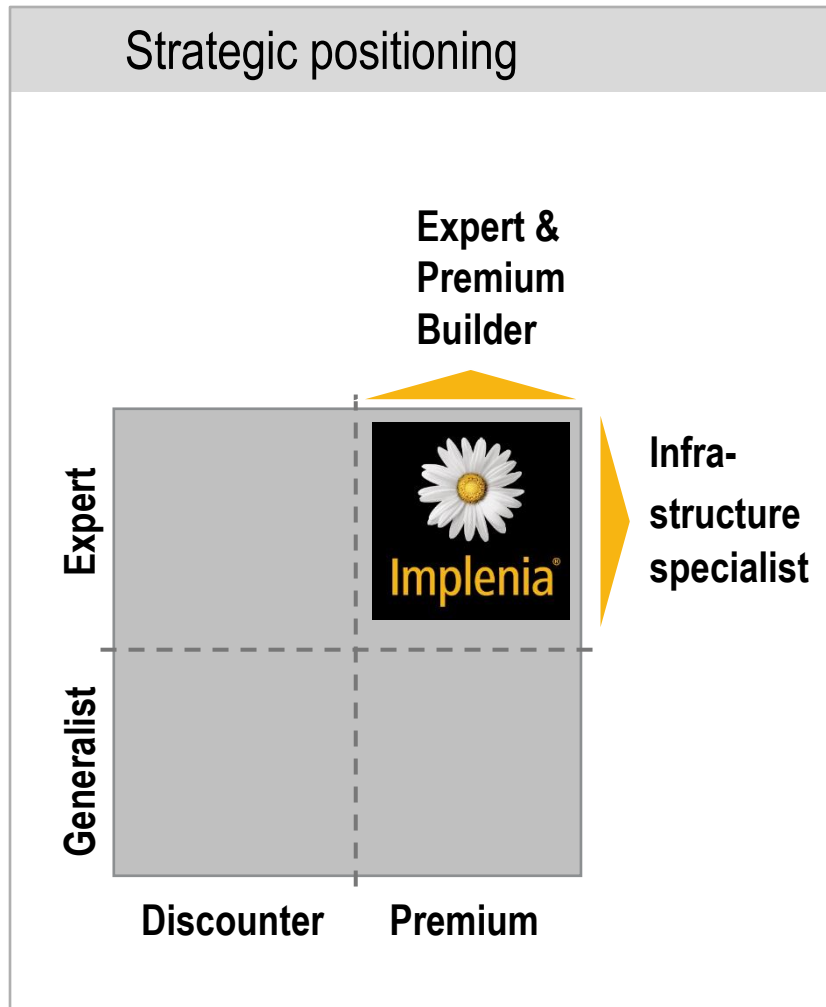 Strategic positioning
Expert &
Premium
Builder
Expert
Implenia®
Infra-
structure
specialist
Generalist
Discounter
Premium